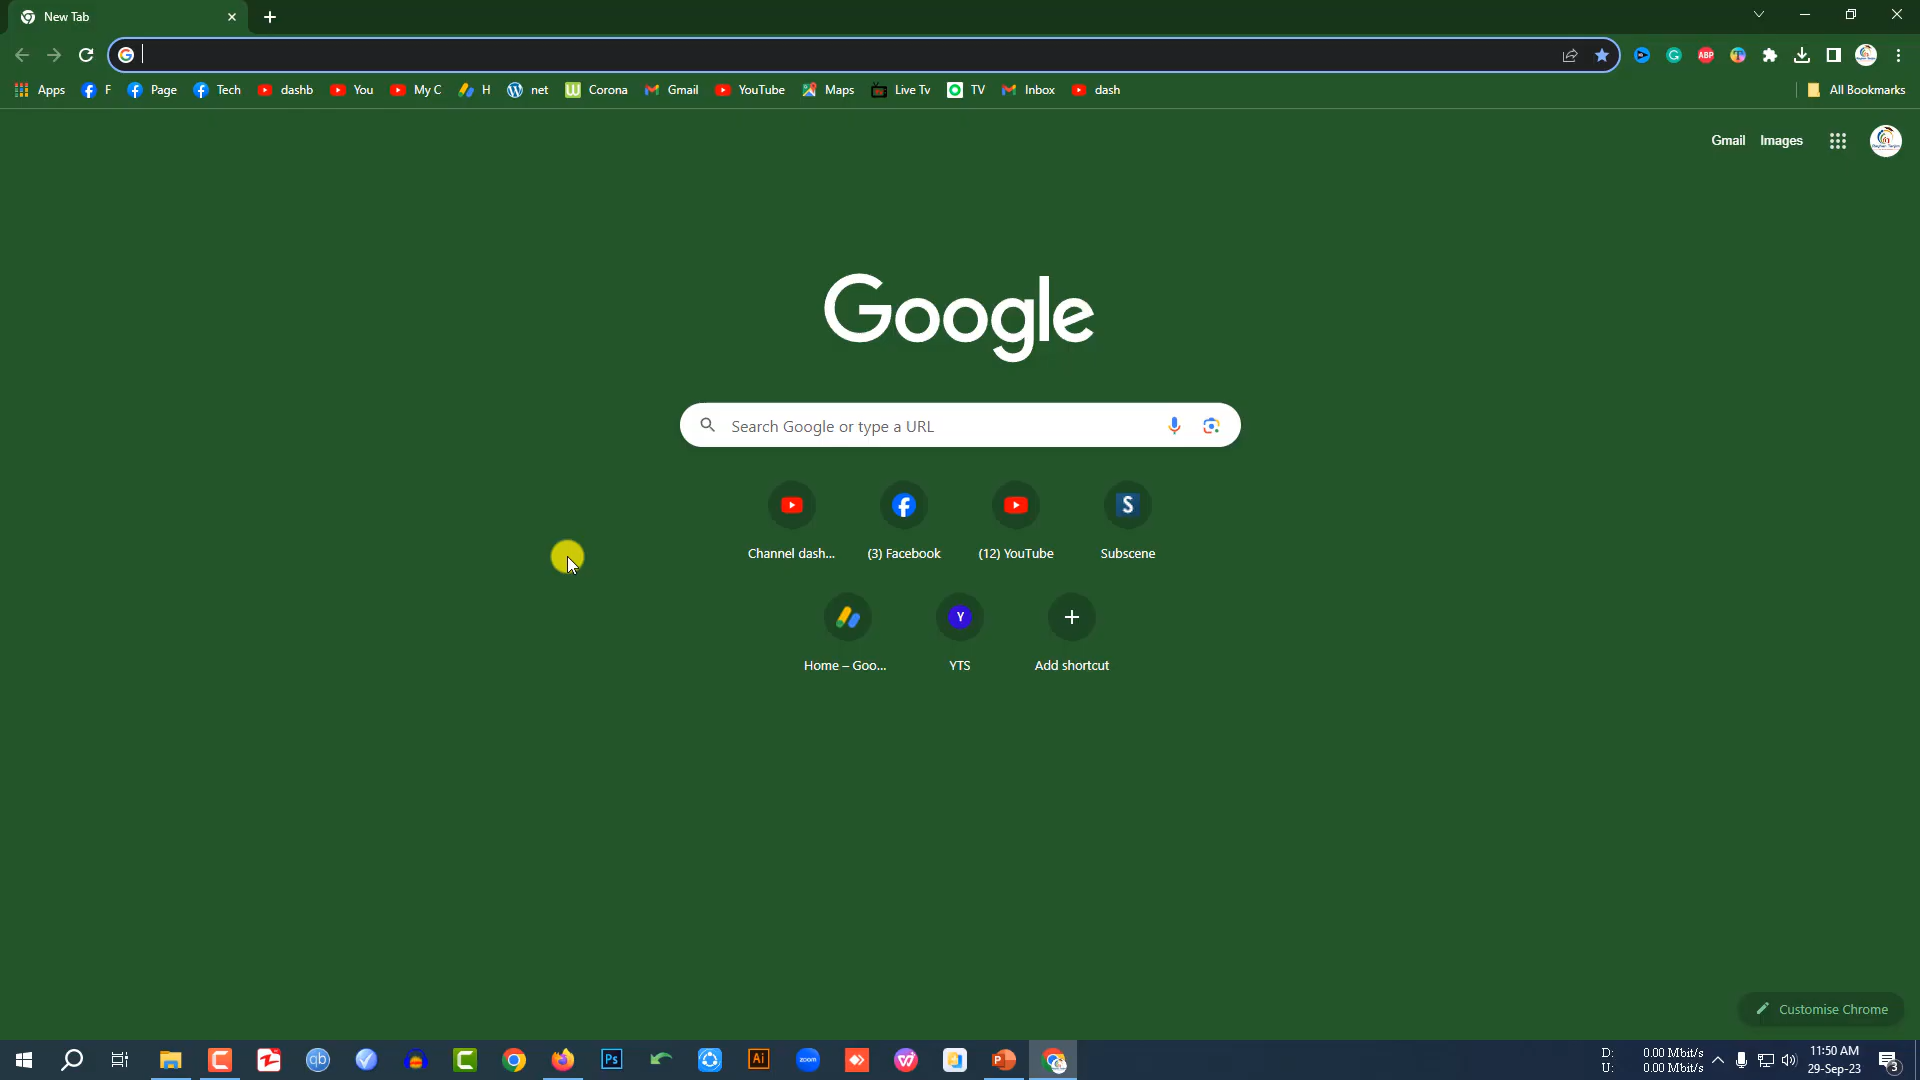 New Tab
Apps F Page Tech dashb You My C H net Corona Gmail YouTube Maps Live Tv TV Inbox dash All Bookmarks
Gmail Images
Google
Search Google or type a URL
Channel dash... (3) Facebook (12) YouTube Subscene
Home – Goo... YTS Add shortcut
Customise Chrome
D: 0.00 Mbit/s 11:50 AM
U: 0.00 Mbit/s 29-Sep-23